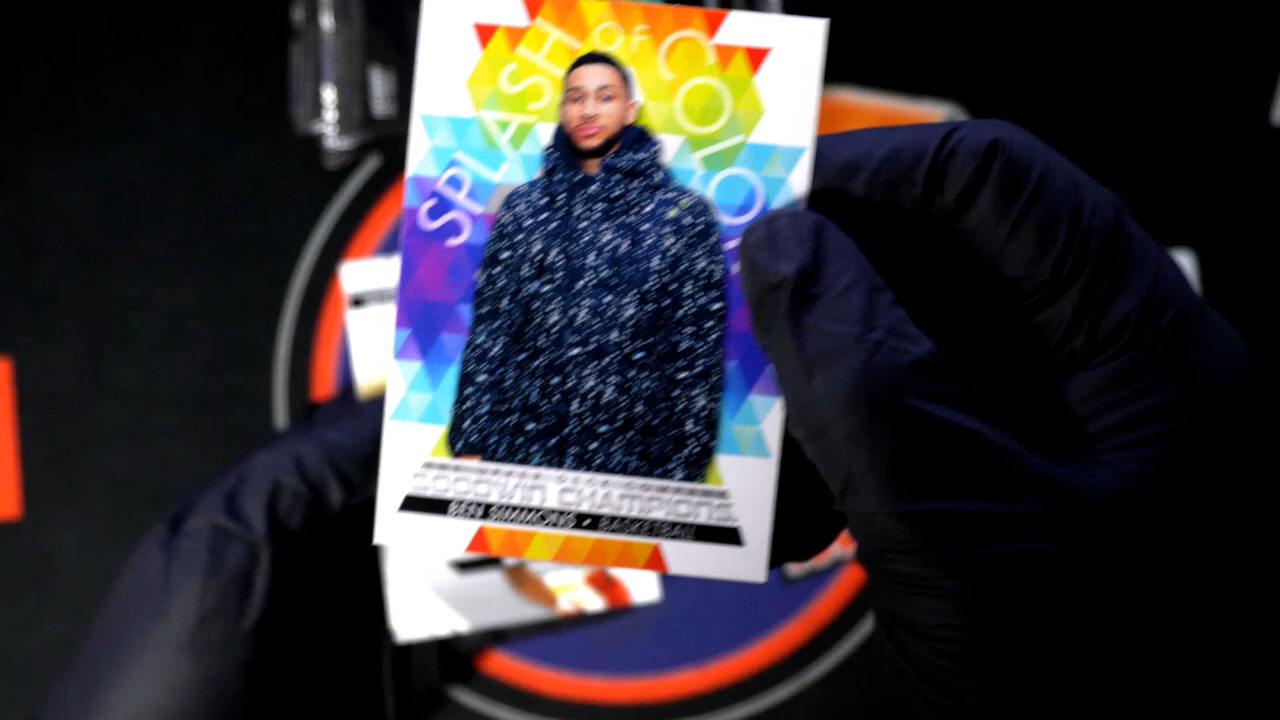 SPLASH of COLOR
GOODWIN CHAMPIONS
BEN SIMMONS • BASKETBALL